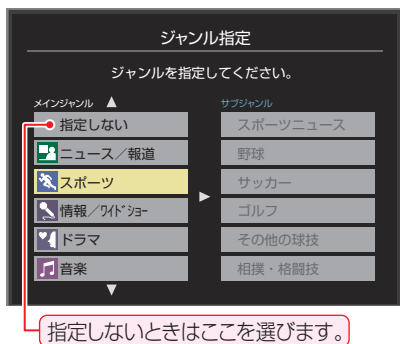 ジャンル指定
ジャンルを指定してください。
メインジャンル ▲
サブジャンル
指定しない
スポーツニュース
ニュース／報道
野球
スポーツ
サッカー
▶
情報／ﾜｲﾄﾞｼｮｰ
ゴルフ
ドラマ
その他の球技
音楽
相撲・格闘技
▼
指定しないときはここを選びます。